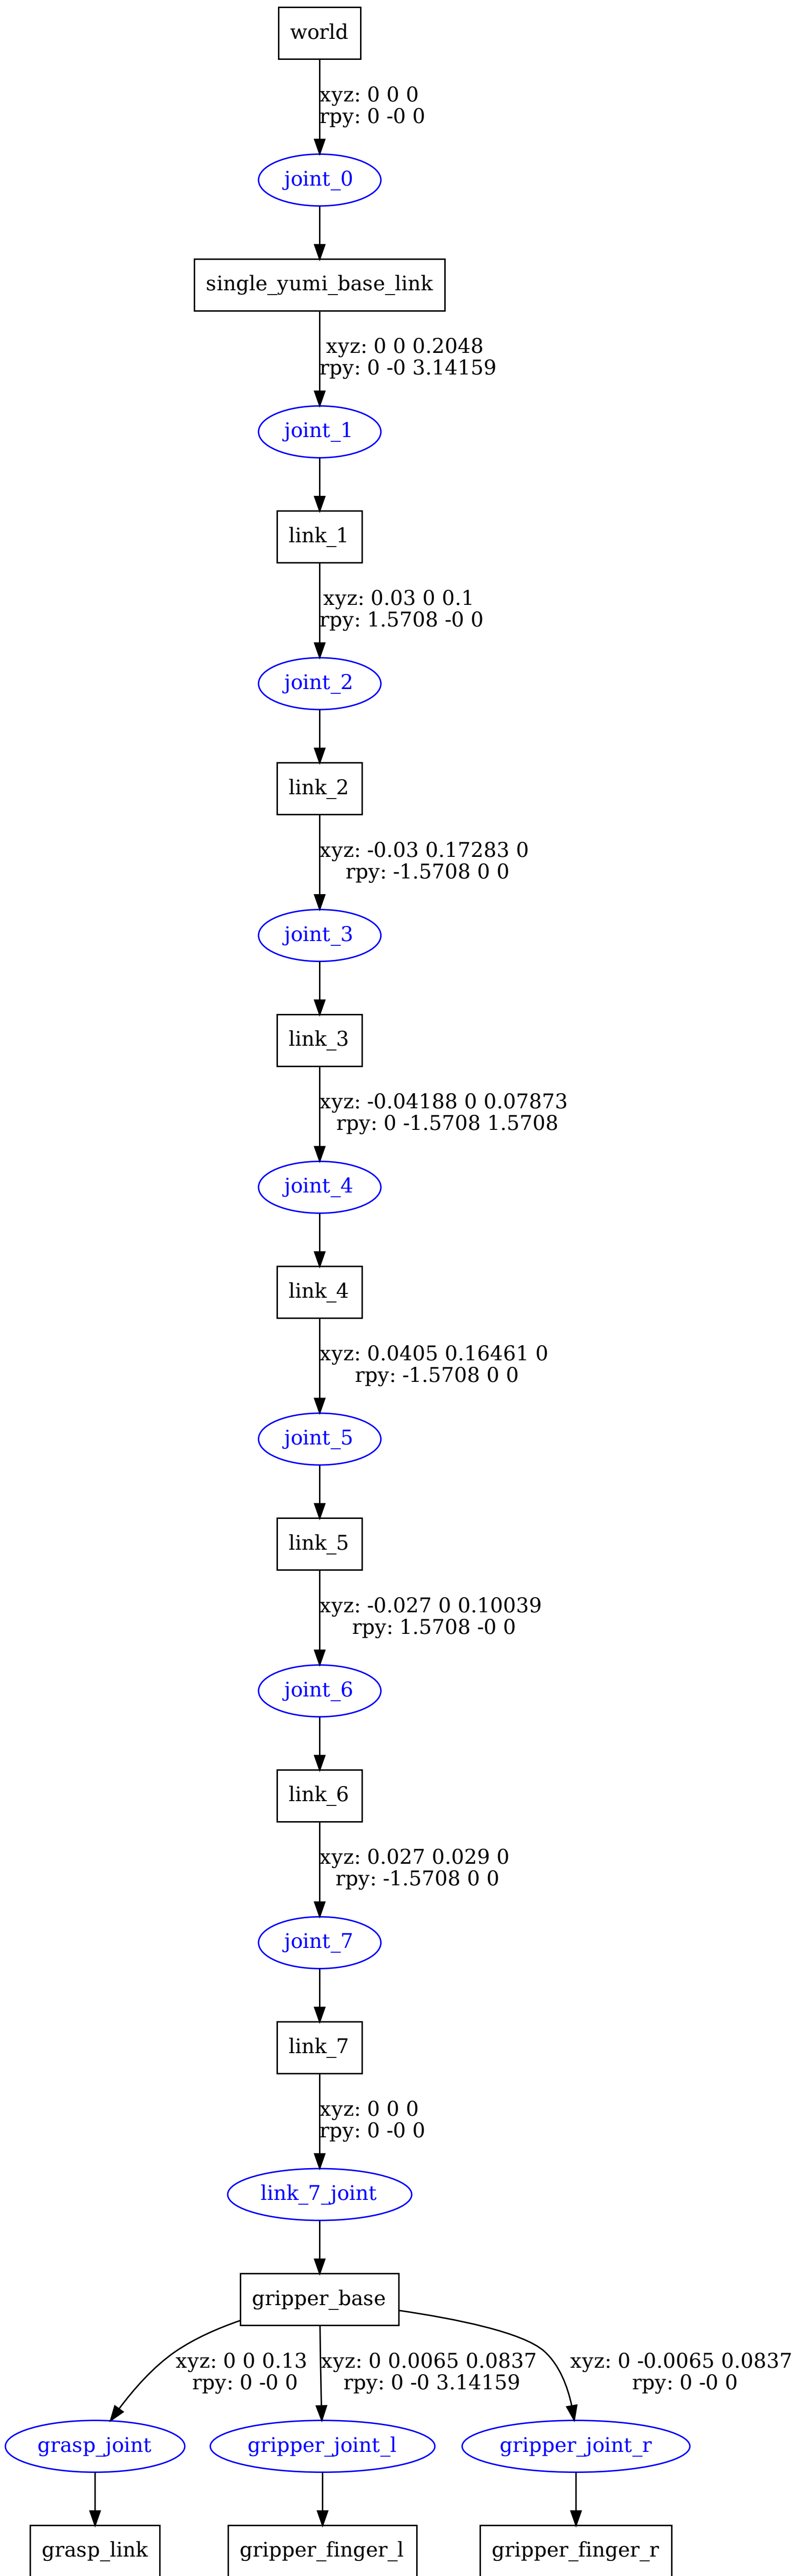 world
xyz: 0 0 0
rpy: 0 -0 0
joint_0
single_yumi_base_link
xyz: 0 0 0.2048
rpy: 0 -0 3.14159
joint_1
link_1
xyz: 0.03 0 0.1
rpy: 1.5708 -0 0
joint_2
link_2
xyz: -0.03 0.17283 0
rpy: -1.5708 0 0
joint_3
link_3
xyz: -0.04188 0 0.07873
rpy: 0 -1.5708 1.5708
joint_4
link_4
xyz: 0.0405 0.16461 0
rpy: -1.5708 0 0
joint_5
link_5
xyz: -0.027 0 0.10039
rpy: 1.5708 -0 0
joint_6
link_6
xyz: 0.027 0.029 0
rpy: -1.5708 0 0
joint_7
link_7
xyz: 0 0 0
rpy: 0 -0 0
link_7_joint
gripper_base
xyz: 0 0 0.13
rpy: 0 -0 0
xyz: 0 0.0065 0.0837
rpy: 0 -0 3.14159
xyz: 0 -0.0065 0.0837
rpy: 0 -0 0
grasp_joint
gripper_joint_l
gripper_joint_r
grasp_link
gripper_finger_l
gripper_finger_r